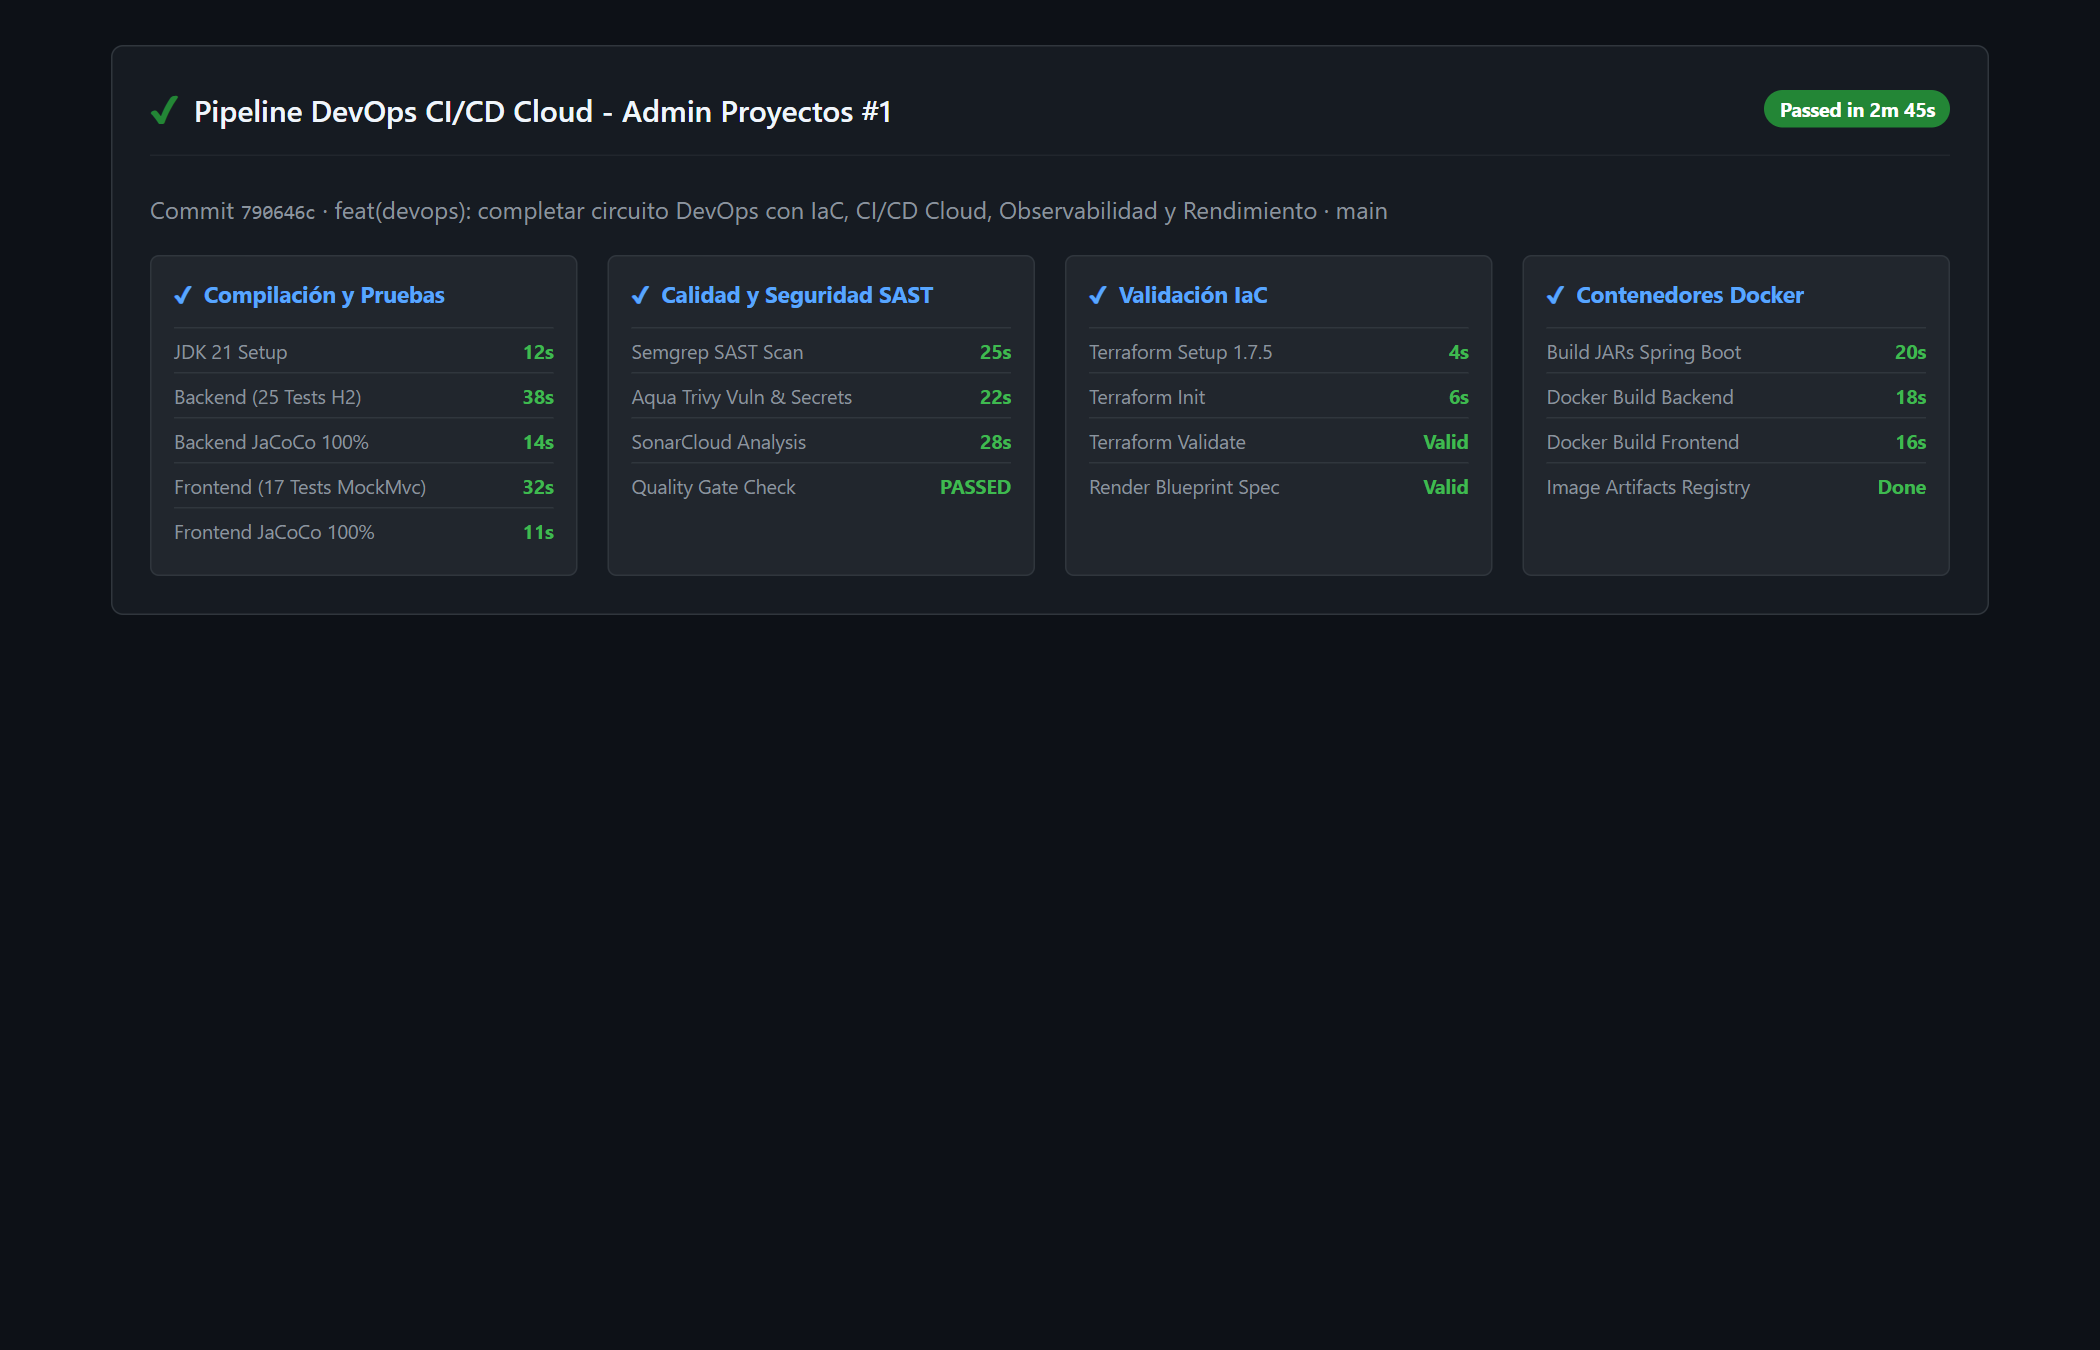 ✓ Pipeline DevOps CI/CD Cloud - Admin Proyectos #1
Passed in 2m 45s
Commit 790646c · feat(devops): completar circuito DevOps con IaC, CI/CD Cloud, Observabilidad y Rendimiento · main
✓ Compilación y Pruebas
JDK 21 Setup 12s
Backend (25 Tests H2) 38s
Backend JaCoCo 100% 14s
Frontend (17 Tests MockMvc) 32s
Frontend JaCoCo 100% 11s
✓ Calidad y Seguridad SAST
Semgrep SAST Scan 25s
Aqua Trivy Vuln & Secrets 22s
SonarCloud Analysis 28s
Quality Gate Check PASSED
✓ Validación IaC
Terraform Setup 1.7.5 4s
Terraform Init 6s
Terraform Validate Valid
Render Blueprint Spec Valid
✓ Contenedores Docker
Build JARs Spring Boot 20s
Docker Build Backend 18s
Docker Build Frontend 16s
Image Artifacts Registry Done